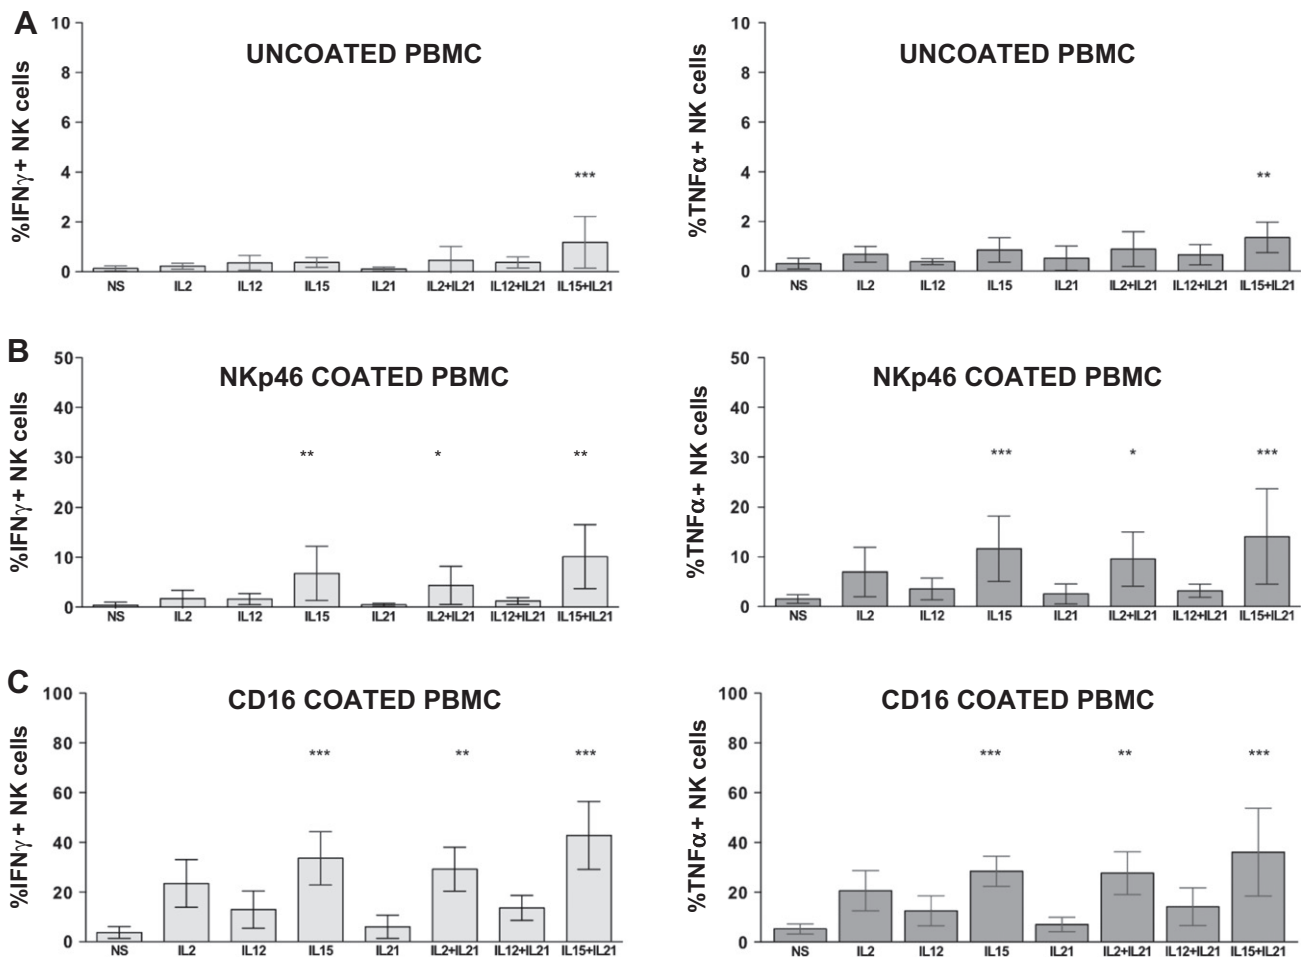 A
UNCOATED PBMC
%IFNγ+ NK cells
10
8
6
4
2
0
***
NS IL2 IL12 IL15 IL21 IL2+IL21 IL12+IL21 IL15+IL21
UNCOATED PBMC
%TNFα+ NK cells
10
8
6
4
2
0
**
NS IL2 IL12 IL15 IL21 IL2+IL21 IL12+IL21 IL15+IL21
B
NKp46 COATED PBMC
%IFNγ+ NK cells
50
40
30
20
10
0
** * **
NS IL2 IL12 IL15 IL21 IL2+IL21 IL12+IL21 IL15+IL21
NKp46 COATED PBMC
%TNFα+ NK cells
50
40
30
20
10
0
*** * ***
NS IL2 IL12 IL15 IL21 IL2+IL21 IL12+IL21 IL15+IL21
C
CD16 COATED PBMC
%IFNγ+ NK cells
100
80
60
40
20
0
*** ** ***
NS IL2 IL12 IL15 IL21 IL2+IL21 IL12+IL21 IL15+IL21
CD16 COATED PBMC
%TNFα+ NK cells
100
80
60
40
20
0
*** ** ***
NS IL2 IL12 IL15 IL21 IL2+IL21 IL12+IL21 IL15+IL21